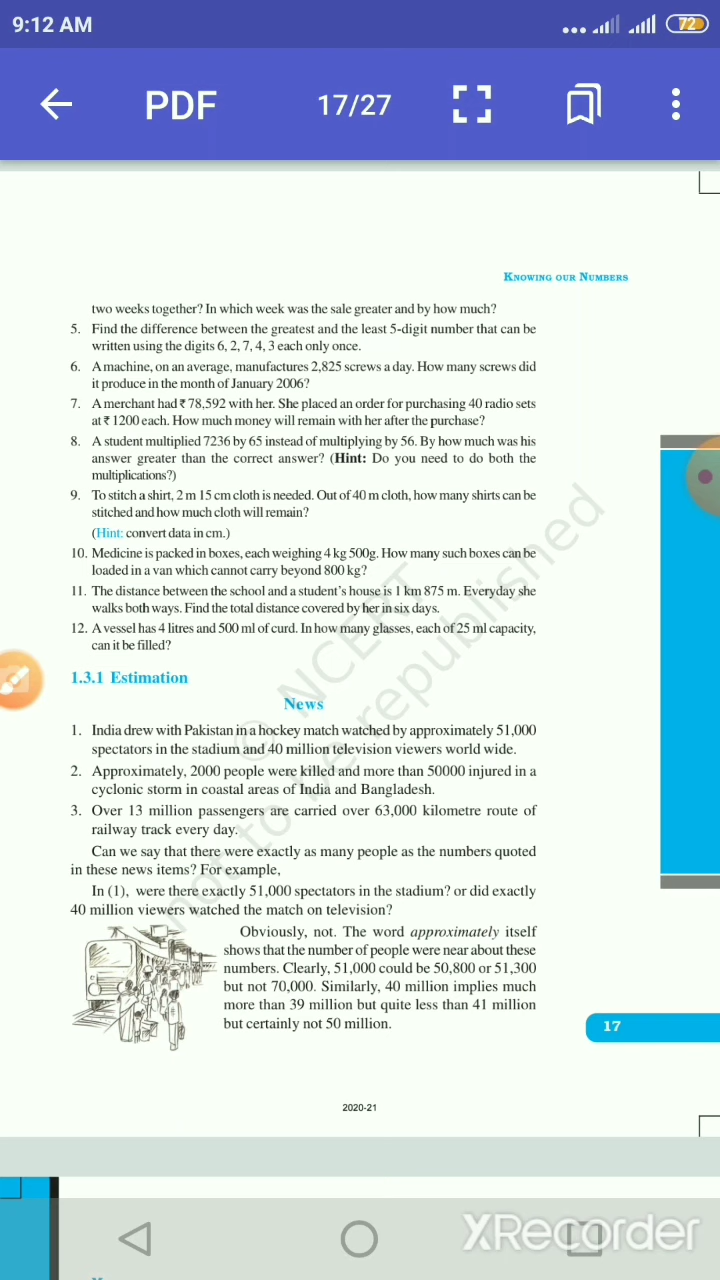 9:12 AM
72
PDF
17/27
KNOWING OUR NUMBERS
two weeks together? In which week was the sale greater and by how much?
5. Find the difference between the greatest and the least 5-digit number that can be
written using the digits 6, 2, 7, 4, 3 each only once.
6. A machine, on an average, manufactures 2,825 screws a day. How many screws did
it produce in the month of January 2006?
7. A merchant had ₹ 78,592 with her. She placed an order for purchasing 40 radio sets
at ₹ 1200 each. How much money will remain with her after the purchase?
8. A student multiplied 7236 by 65 instead of multiplying by 56. By how much was his
answer greater than the correct answer? (Hint: Do you need to do both the
multiplications?)
9. To stitch a shirt, 2 m 15 cm cloth is needed. Out of 40 m cloth, how many shirts can be
stitched and how much cloth will remain?
(Hint: convert data in cm.)
10. Medicine is packed in boxes, each weighing 4 kg 500g. How many such boxes can be
loaded in a van which cannot carry beyond 800 kg?
11. The distance between the school and a student's house is 1 km 875 m. Everyday she
walks both ways. Find the total distance covered by her in six days.
12. A vessel has 4 litres and 500 ml of curd. In how many glasses, each of 25 ml capacity,
can it be filled?
1.3.1 Estimation
News
1. India drew with Pakistan in a hockey match watched by approximately 51,000
spectators in the stadium and 40 million television viewers world wide.
2. Approximately, 2000 people were killed and more than 50000 injured in a
cyclonic storm in coastal areas of India and Bangladesh.
3. Over 13 million passengers are carried over 63,000 kilometre route of
railway track every day.
Can we say that there were exactly as many people as the numbers quoted
in these news items? For example,
In (1), were there exactly 51,000 spectators in the stadium? or did exactly
40 million viewers watched the match on television?
Obviously, not. The word approximately itself
shows that the number of people were near about these
numbers. Clearly, 51,000 could be 50,800 or 51,300
but not 70,000. Similarly, 40 million implies much
more than 39 million but quite less than 41 million
but certainly not 50 million.
© NCERT
not to be republished
17
2020-21
XRecorder